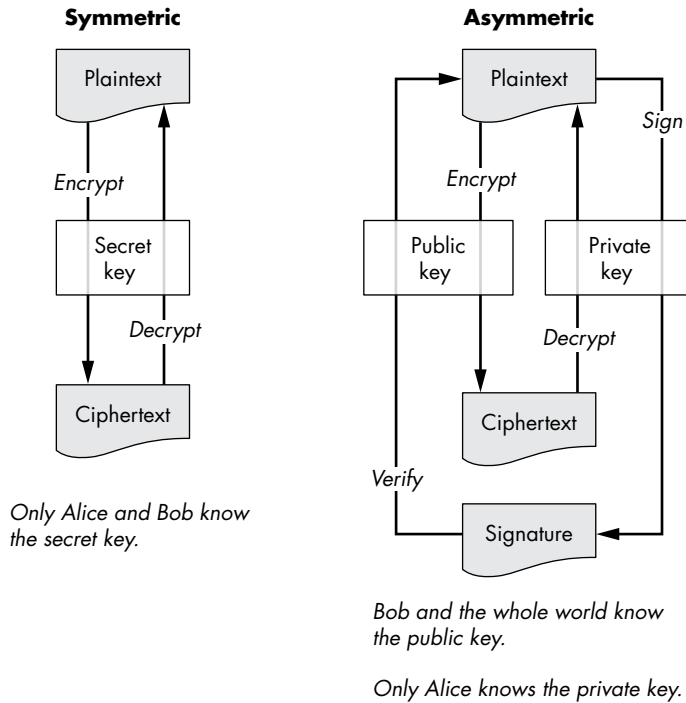 Symmetric
Plaintext
Encrypt
Secret
key
Decrypt
Ciphertext
Only Alice and Bob know
the secret key.
Asymmetric
Plaintext
Sign
Encrypt
Public
key
Private
key
Decrypt
Ciphertext
Verify
Signature
Bob and the whole world know
the public key.
Only Alice knows the private key.